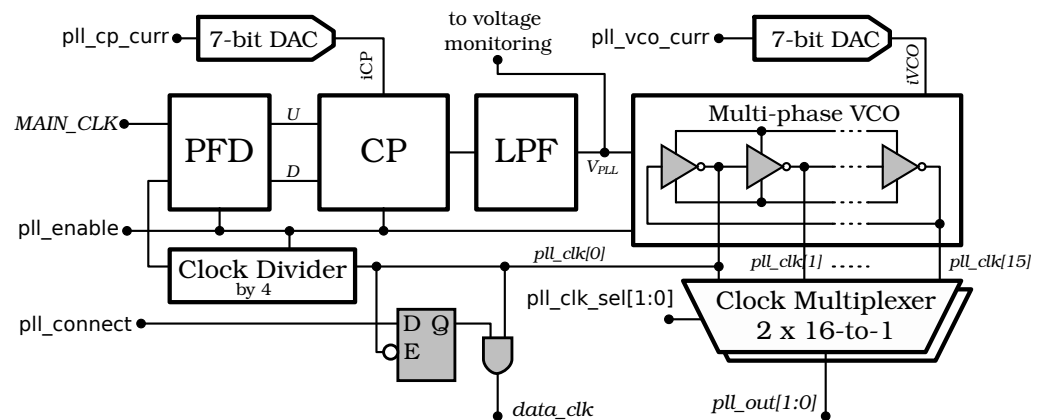 pll_cp_curr
7-bit DAC
iCP
to voltage
monitoring
pll_vco_curr
7-bit DAC
iVCO
MAIN_CLK
PFD
U
D
CP
LPF
VPLL
Multi-phase VCO
pll_enable
Clock Divider
by 4
pll_clk[0]
pll_clk[1]
.....
pll_clk[15]
pll_clk_sel[1:0]
Clock Multiplexer
2 x 16-to-1
pll_connect
D Q
E
data_clk
pll_out[1:0]